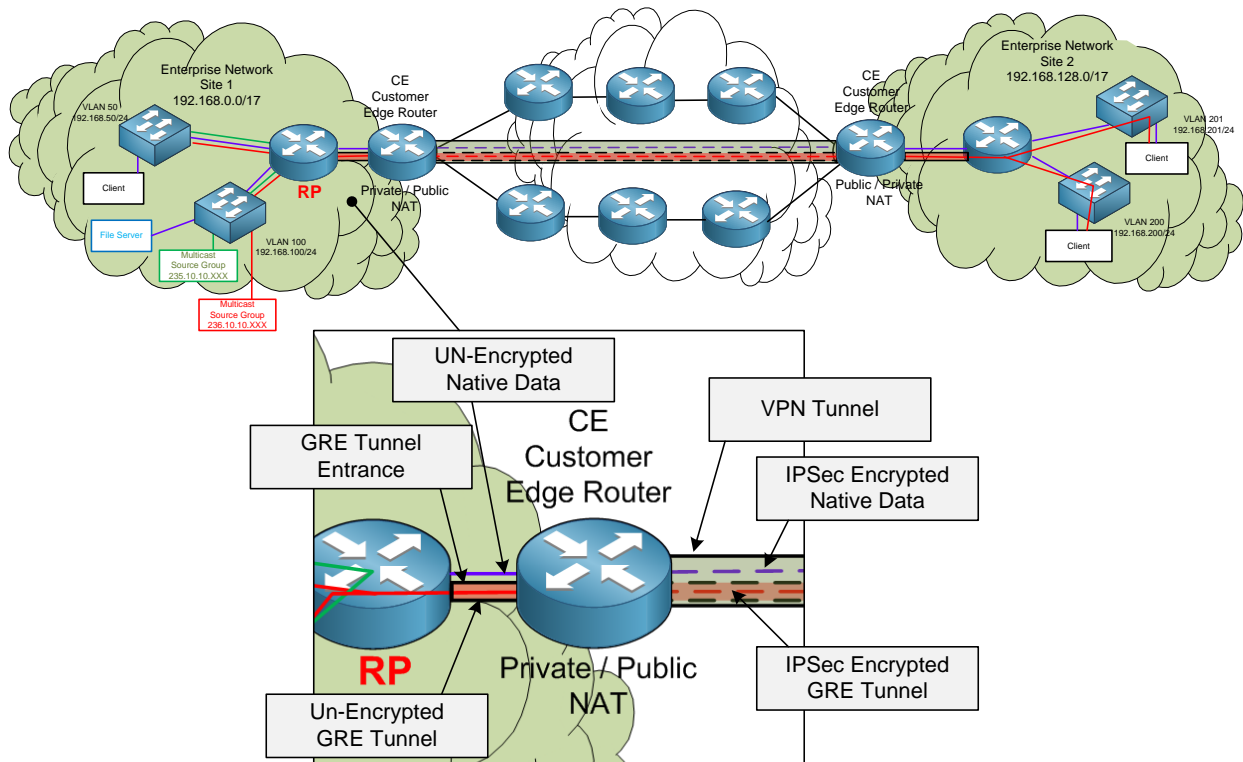 Enterprise Network
Site 1
192.168.0.0/17
VLAN 50
192.168.50/24
Client
File Server
Multicast
Source Group
235.10.10.XXX
Multicast
Source Group
236.10.10.XXX
VLAN 100
192.168.100/24
RP
CE
Customer
Edge Router
Private / Public
NAT
CE
Customer
Edge Router
Public / Private
NAT
Enterprise Network
Site 2
192.168.128.0/17
VLAN 201
192.168.201/24
Client
VLAN 200
192.168.200/24
Client
UN-Encrypted
Native Data
GRE Tunnel
Entrance
CE
Customer
Edge Router
VPN Tunnel
IPSec Encrypted
Native Data
RP
Private / Public
NAT
Un-Encrypted
GRE Tunnel
IPSec Encrypted
GRE Tunnel